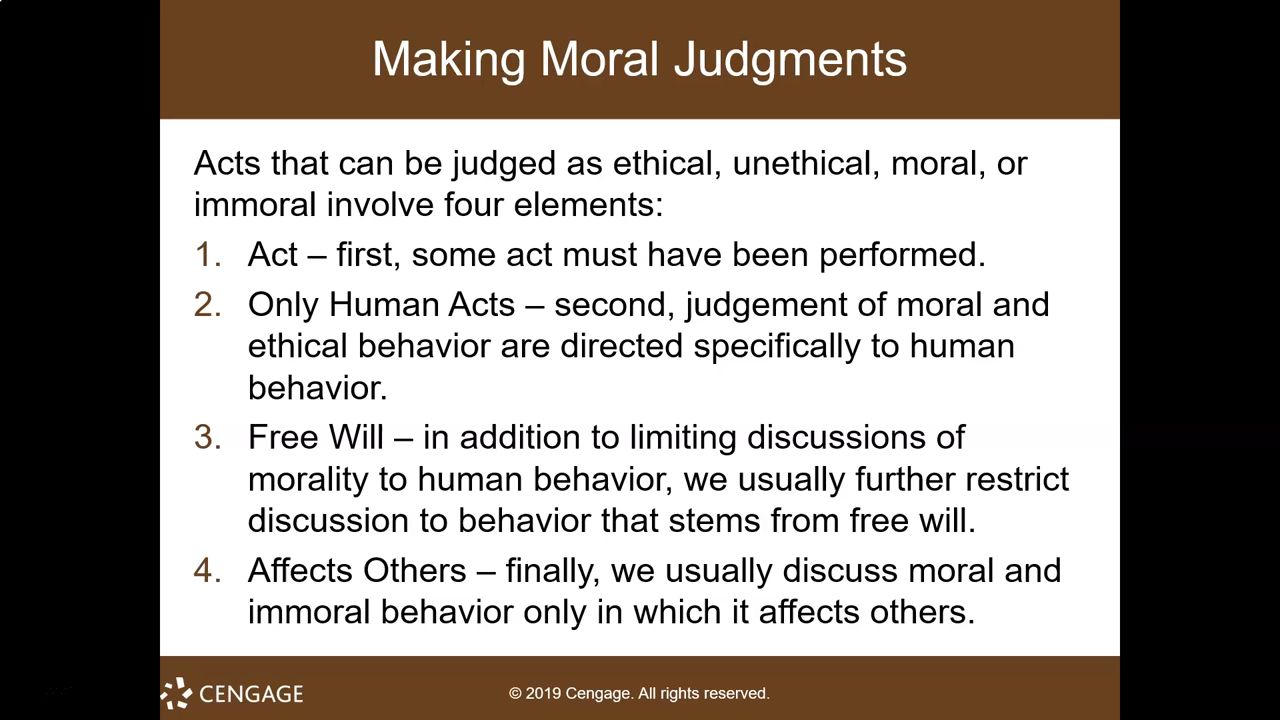 Making Moral Judgments
Acts that can be judged as ethical, unethical, moral, or
immoral involve four elements:
1. Act – first, some act must have been performed.
2. Only Human Acts – second, judgement of moral and
ethical behavior are directed specifically to human
behavior.
3. Free Will – in addition to limiting discussions of
morality to human behavior, we usually further restrict
discussion to behavior that stems from free will.
4. Affects Others – finally, we usually discuss moral and
immoral behavior only in which it affects others.
CENGAGE
© 2019 Cengage. All rights reserved.